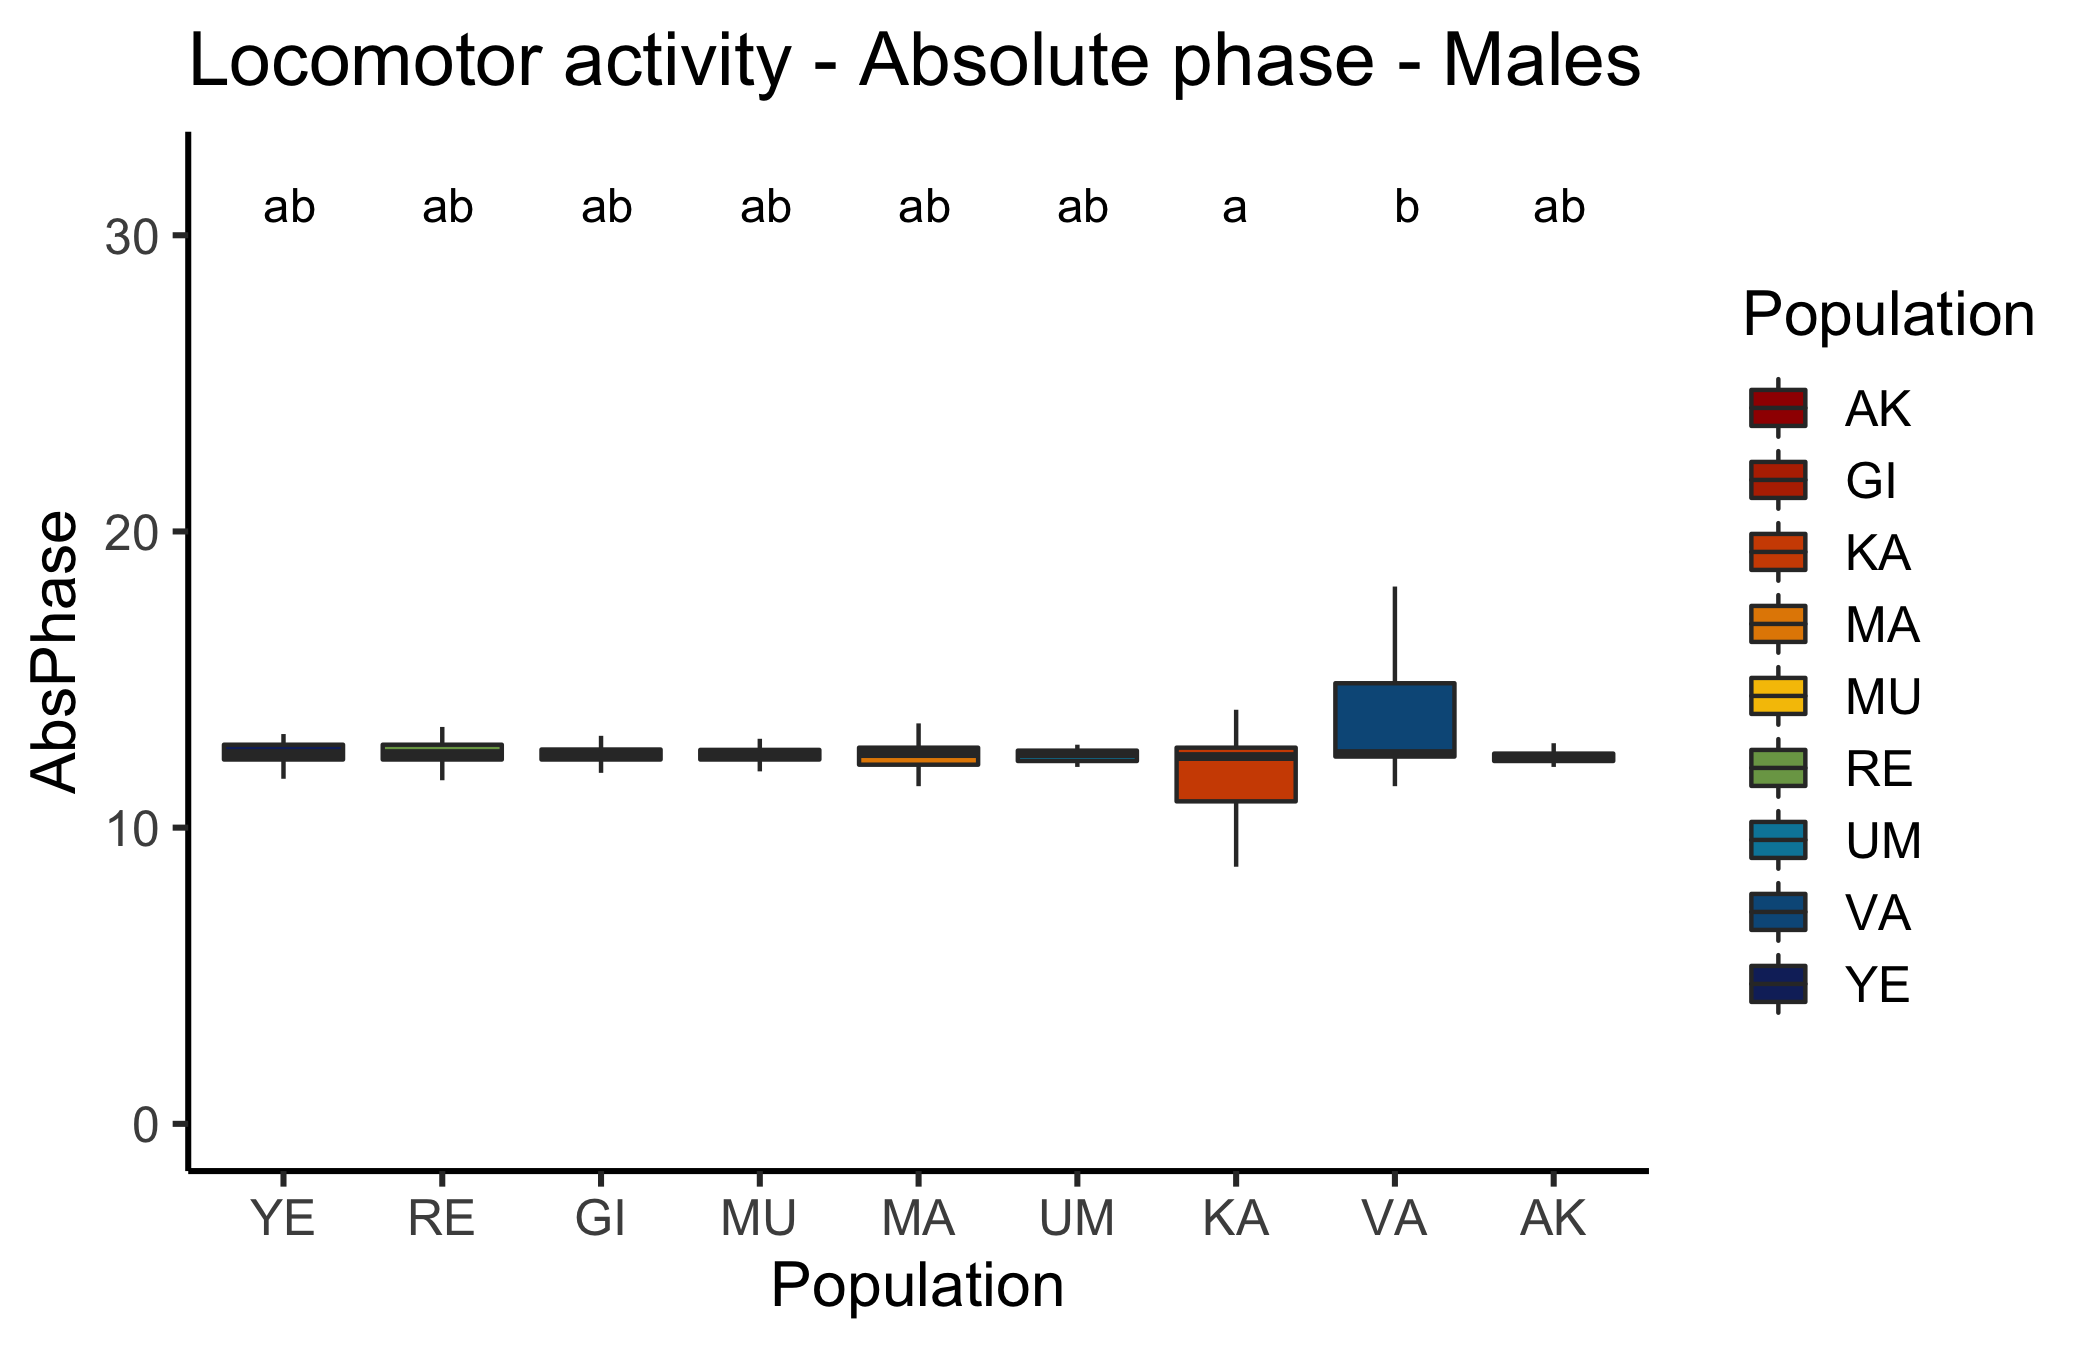 Locomotor activity - Absolute phase - Males
ab ab ab ab ab ab a b ab
30
20
10
0
AbsPhase
YE RE GI MU MA UM KA VA AK
Population
Population
AK
GI
KA
MA
MU
RE
UM
VA
YE